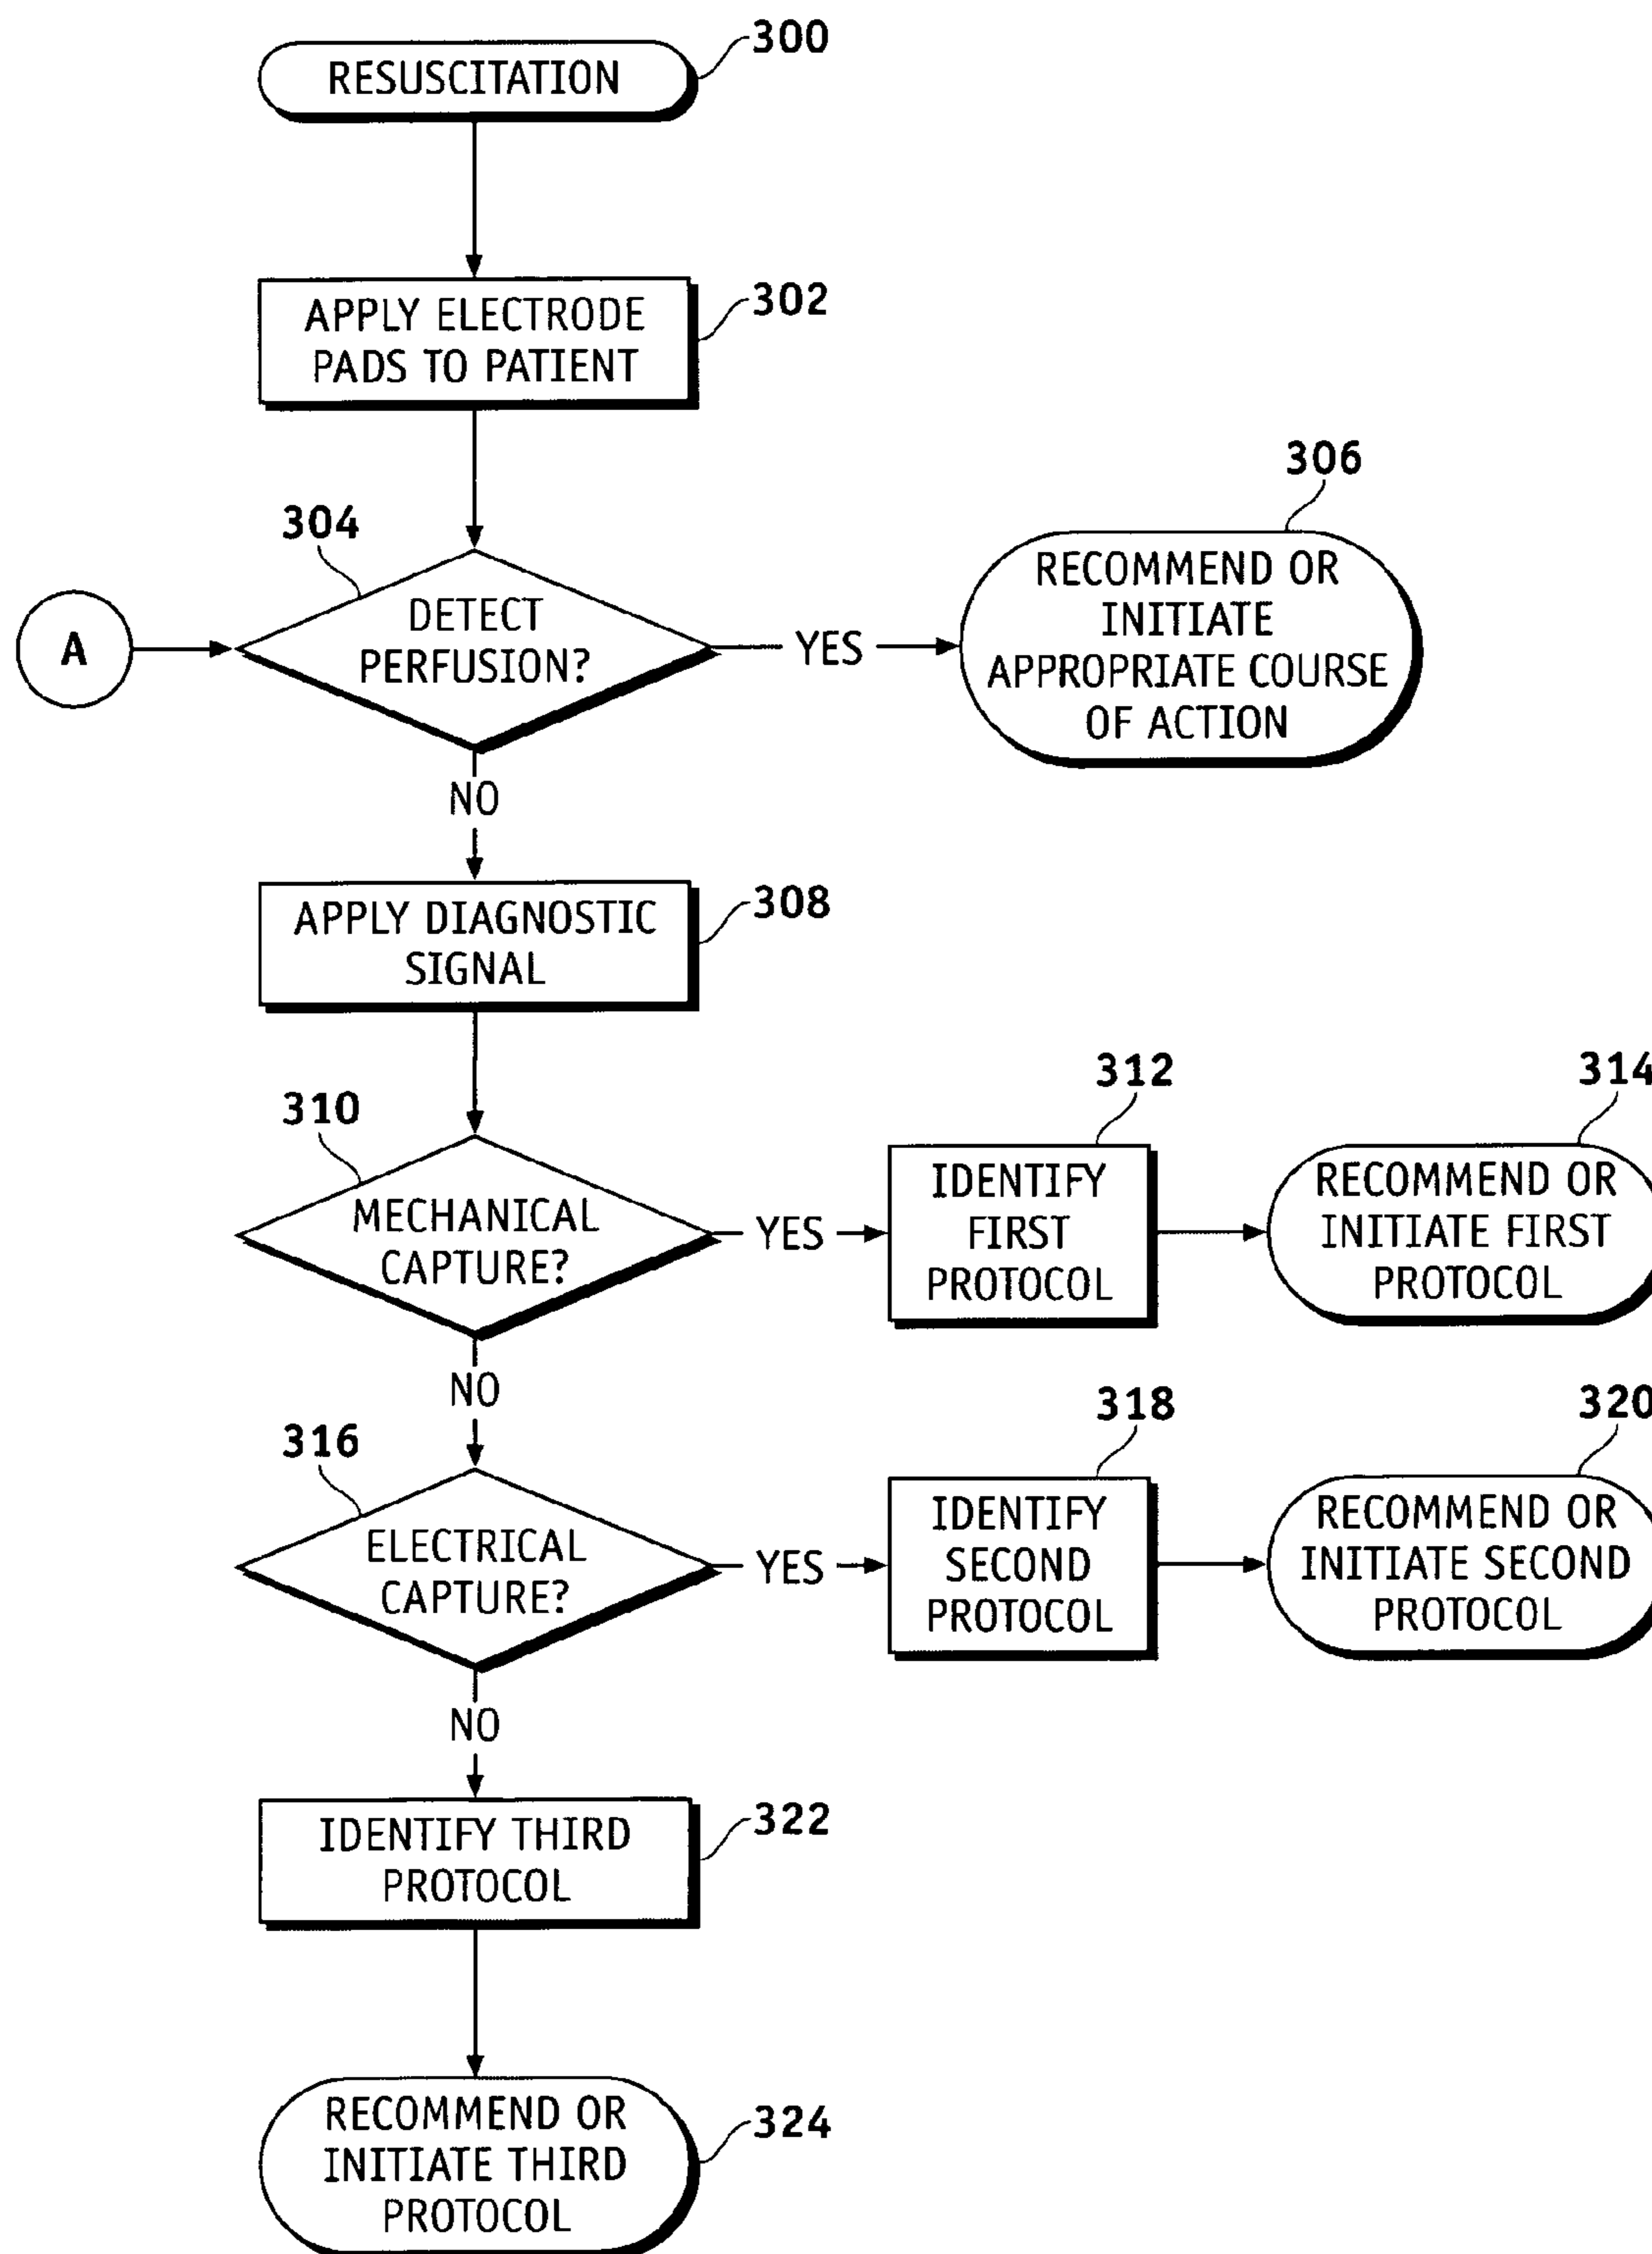 300
RESUSCITATION
302
APPLY ELECTRODE
PADS TO PATIENT
304
DETECT
PERFUSION?
A
YES
306
RECOMMEND OR
INITIATE
APPROPRIATE COURSE
OF ACTION
NO
308
APPLY DIAGNOSTIC
SIGNAL
310
MECHANICAL
CAPTURE?
YES
312
IDENTIFY
FIRST
PROTOCOL
314
RECOMMEND OR
INITIATE FIRST
PROTOCOL
NO
316
ELECTRICAL
CAPTURE?
YES
318
IDENTIFY
SECOND
PROTOCOL
320
RECOMMEND OR
INITIATE SECOND
PROTOCOL
NO
322
IDENTIFY THIRD
PROTOCOL
324
RECOMMEND OR
INITIATE THIRD
PROTOCOL